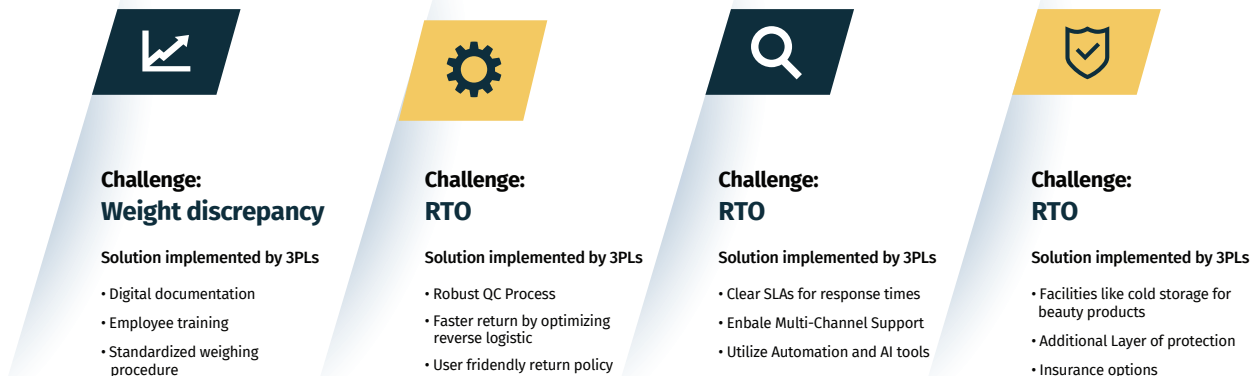 Challenge:
Weight discrepancy
Solution implemented by 3PLs
• Digital documentation
• Employee training
• Standardized weighing
procedure
Challenge:
RTO
Solution implemented by 3PLs
• Robust QC Process
• Faster return by optimizing
reverse logistic
• User fridendly return policy
Challenge:
RTO
Solution implemented by 3PLs
• Clear SLAs for response times
• Enbale Multi-Channel Support
• Utilize Automation and AI tools
Challenge:
RTO
Solution implemented by 3PLs
• Facilities like cold storage for
beauty products
• Additional Layer of protection
• Insurance options